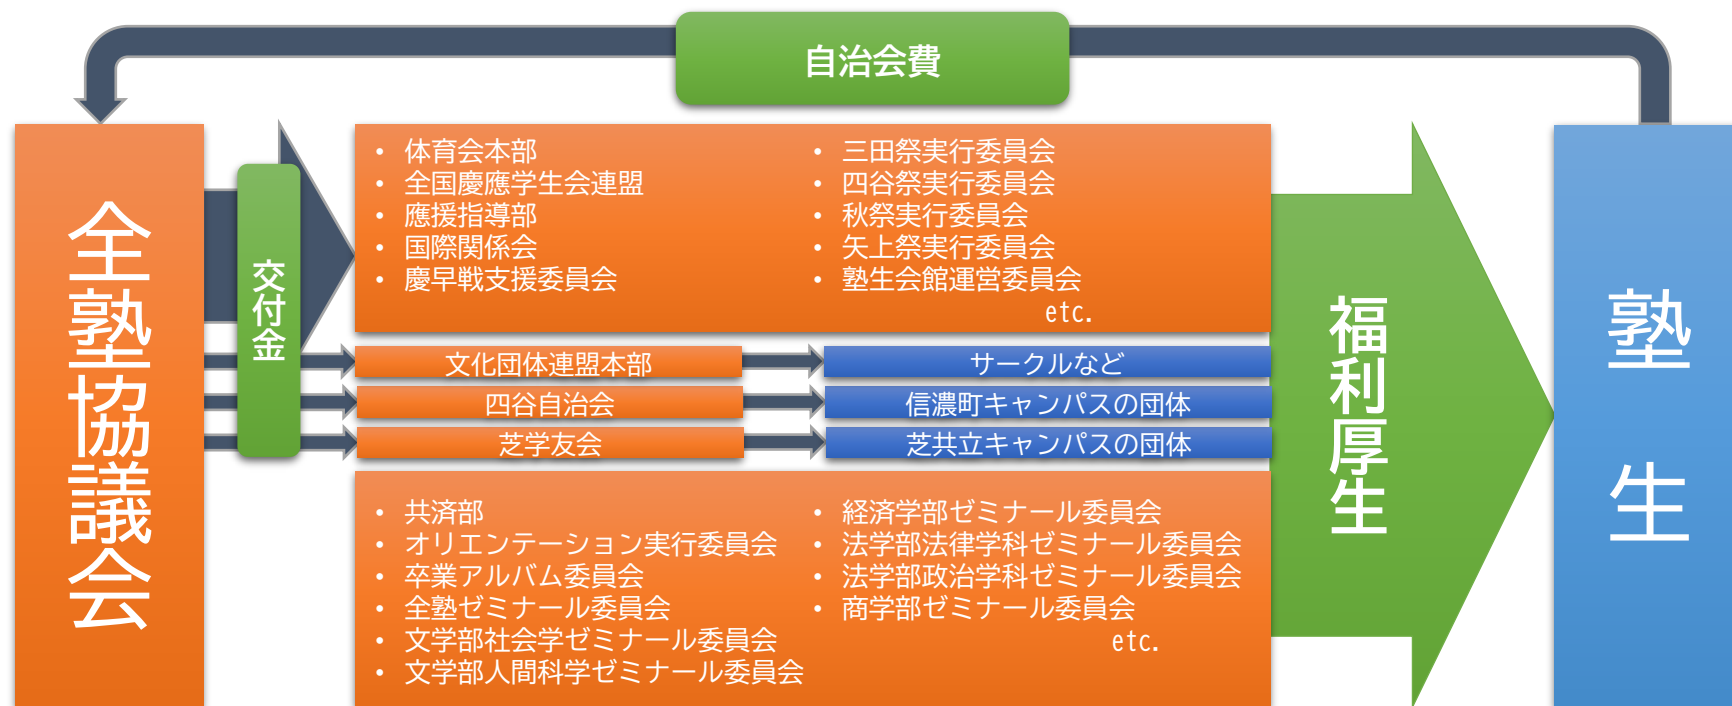 自治会費
全塾協議会
交付金
• 体育会本部
• 全国慶應学生会連盟
• 應援指導部
• 国際関係会
• 慶早戦支援委員会
• 三田祭実行委員会
• 四谷祭実行委員会
• 秋祭実行委員会
• 矢上祭実行委員会
• 塾生会館運営委員会
etc.
文化団体連盟本部
サークルなど
四谷自治会
信濃町キャンパスの団体
芝学友会
芝共立キャンパスの団体
• 共済部
• オリエンテーション実行委員会
• 卒業アルバム委員会
• 全塾ゼミナール委員会
• 文学部社会学ゼミナール委員会
• 文学部人間科学ゼミナール委員会
• 経済学部ゼミナール委員会
• 法学部法律学科ゼミナール委員会
• 法学部政治学科ゼミナール委員会
• 商学部ゼミナール委員会
etc.
福利厚生
塾生